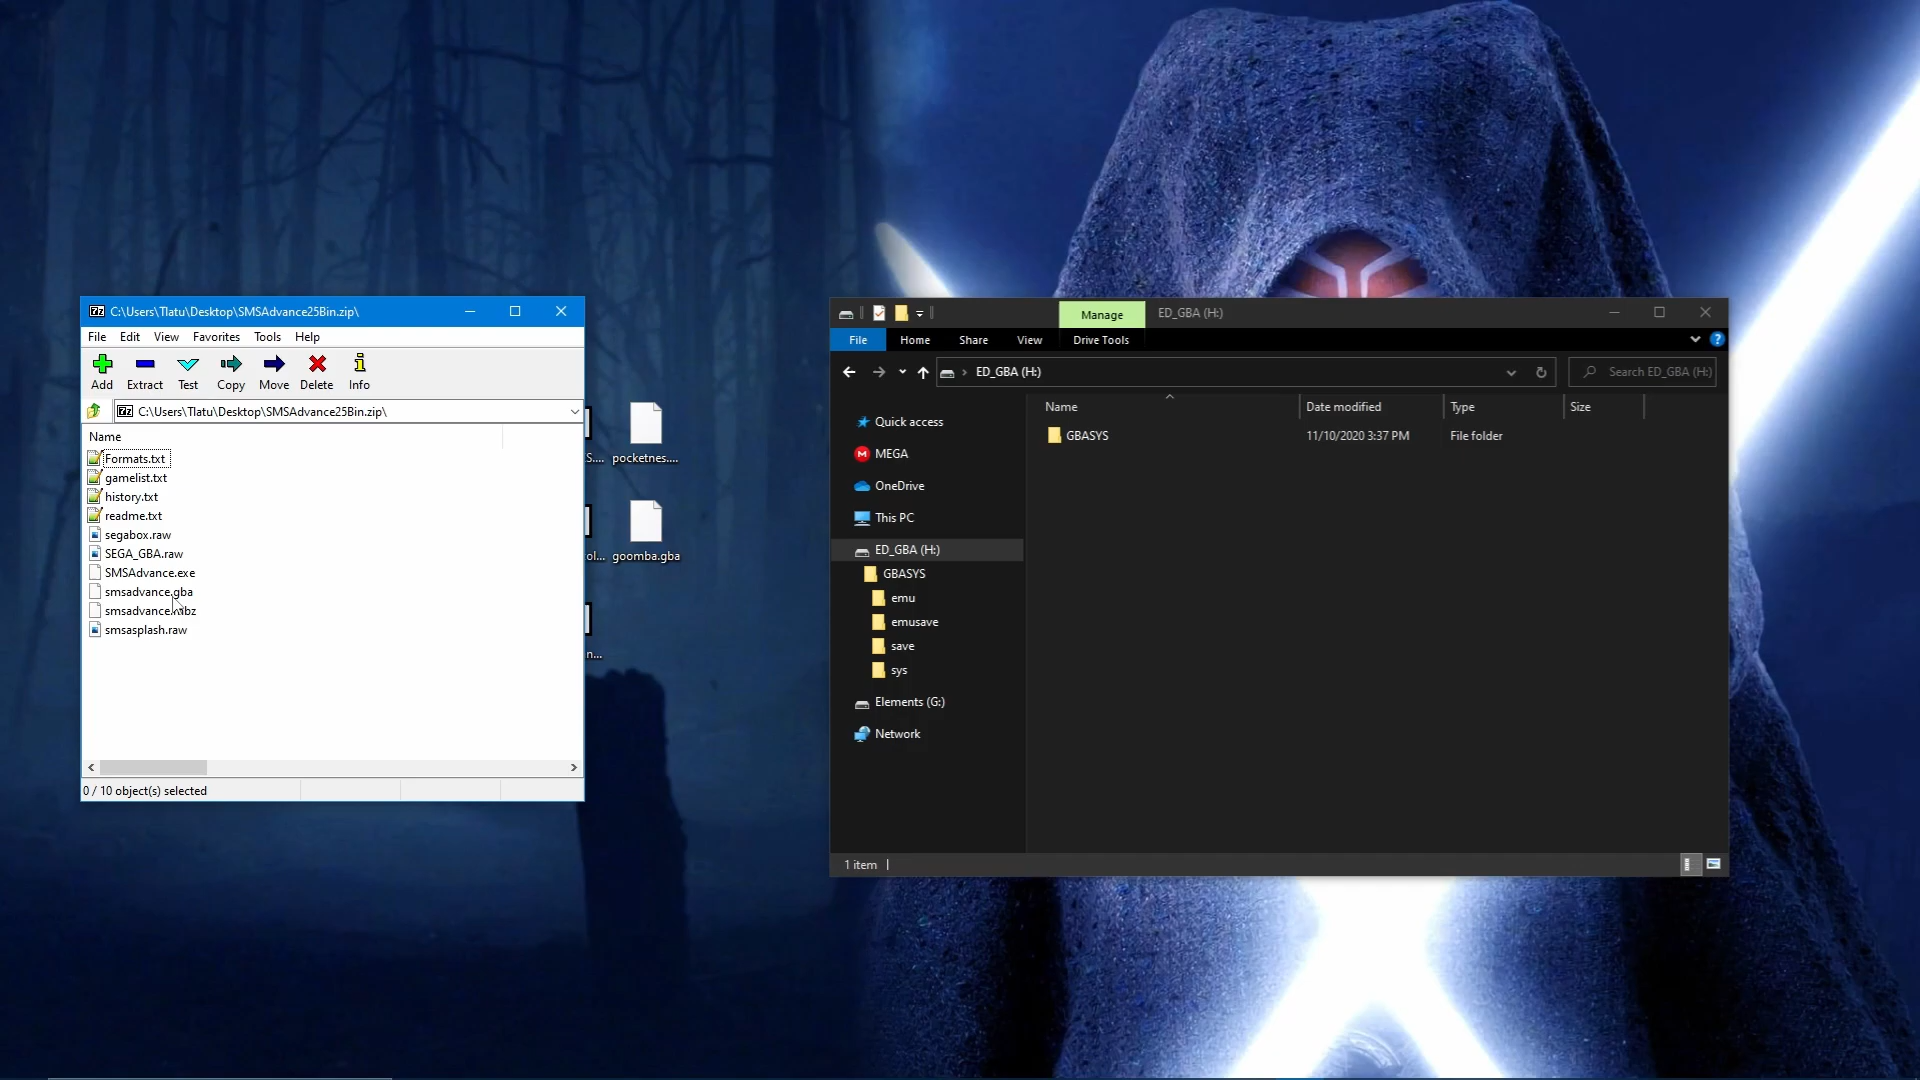 C:\Users\Tlatu\Desktop\SMSAdvance25Bin.zip\
File Edit View Favorites Tools Help
Add Extract Test Copy Move Delete Info
C:\Users\Tlatu\Desktop\SMSAdvance25Bin.zip\
Name
Formats.txt
gamelist.txt
history.txt
readme.txt
segabox.raw
SEGA_GBA.raw
SMSAdvance.exe
smsadvance.gba
smsasplash.raw
0 / 10 object(s) selected
pocketnes....
goomba.gba
Manage ED_GBA (H:)
File Home Share View Drive Tools
ED_GBA (H:) Search ED_GBA (H:)
Name Date modified Type Size
GBASYS 11/10/2020 3:37 PM File folder
Quick access
MEGA
OneDrive
This PC
ED_GBA (H:)
GBASYS
emu
emusave
save
sys
Elements (G:)
Network
1 item